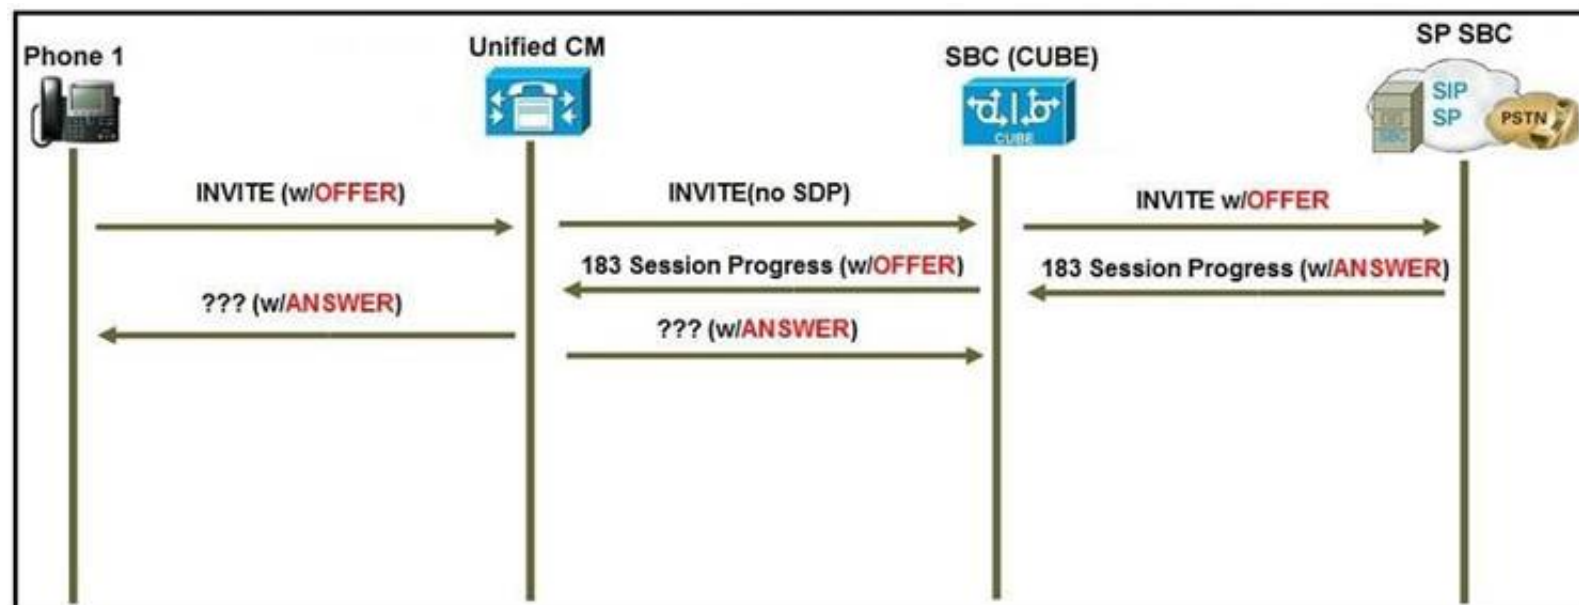 Phone 1
Unified CM
SBC (CUBE)
SP SBC
CUBE
SIP
SP
PSTN
SBC
INVITE (w/OFFER)
INVITE(no SDP)
INVITE w/OFFER
183 Session Progress (w/OFFER)
183 Session Progress (w/ANSWER)
??? (w/ANSWER)
??? (w/ANSWER)